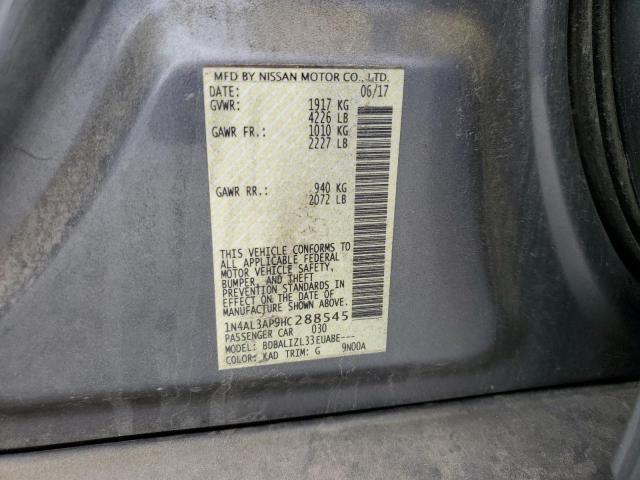 MFD BY NISSAN MOTOR CO., LTD.
DATE: 06/17
GVWR: 1917 KG
4226 LB
GAWR FR.: 1010 KG
2227 LB
GAWR RR.: 940 KG
2072 LB
THIS VEHICLE CONFORMS TO
ALL APPLICABLE FEDERAL
MOTOR VEHICLE SAFETY,
BUMPER, AND THEFT
PREVENTION STANDARDS IN
EFFECT ON THE DATE OF
MANUFACTURE SHOWN ABOVE.
1N4AL3AP9HC288545
PASSENGER CAR 030
MODEL: BDBALIZL33EUABE---
COLOR: KAD TRIM: G 9N00A